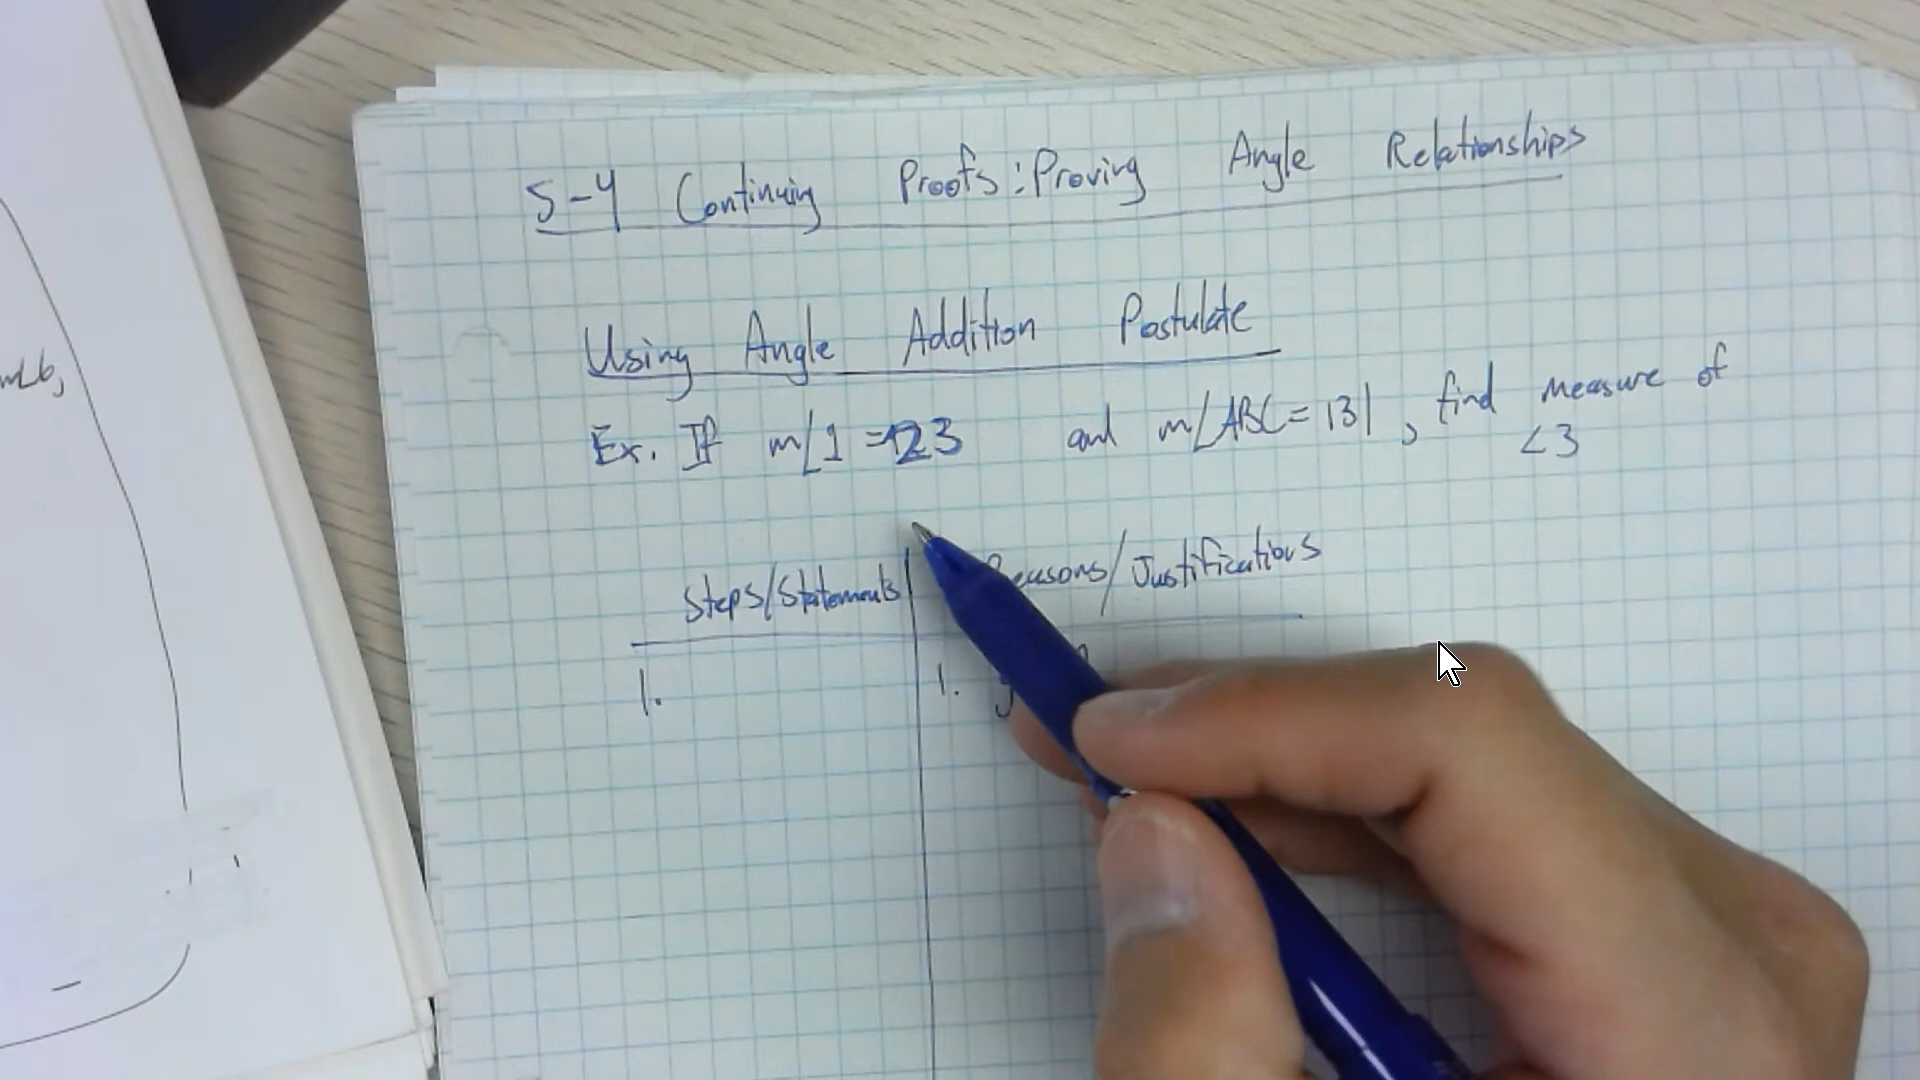 mL6,
5-4 Continuing Proofs: Proving Angle Relationships
Using Angle Addition Postulate
Ex. If m∠1 = 23 and m∠ABC = 131, find measure of
∠3
Steps/Statements Reasons/Justifications
1. 1.